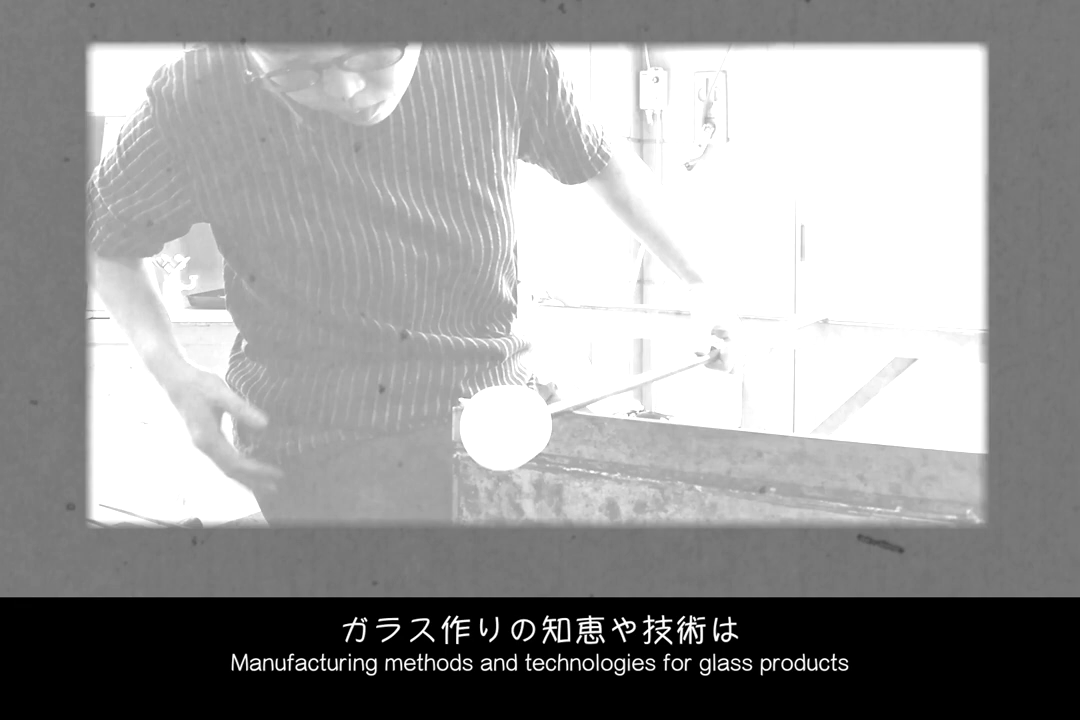 ガラス作りの知恵や技術は
Manufacturing methods and technologies for glass products